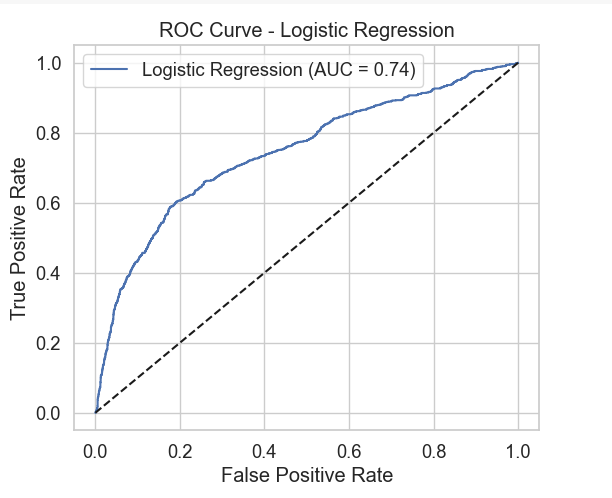 ROC Curve - Logistic Regression
Logistic Regression (AUC = 0.74)
True Positive Rate
1.0
0.8
0.6
0.4
0.2
0.0
0.0 0.2 0.4 0.6 0.8 1.0
False Positive Rate